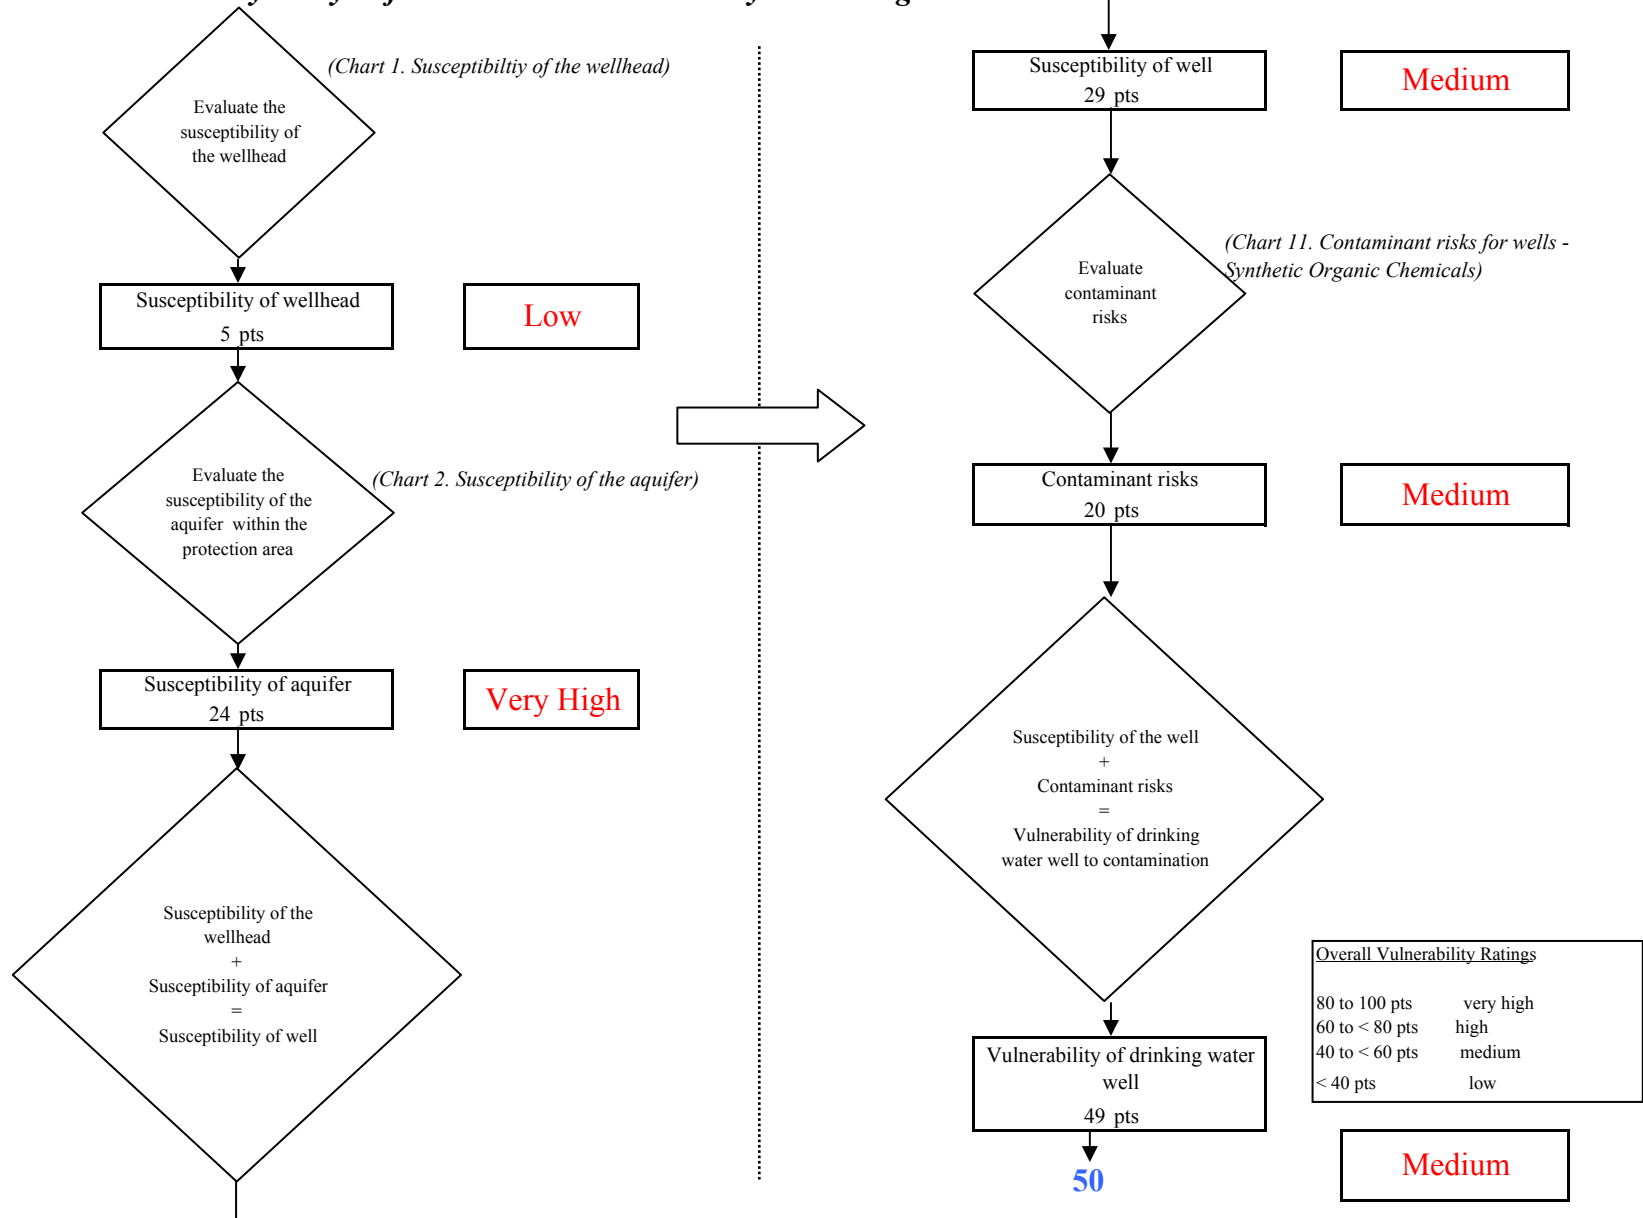 (Chart 1. Susceptibiltiy of the wellhead)
Evaluate the
susceptibility of
the wellhead
Susceptibility of wellhead
5 pts
Low
Evaluate the
susceptibility of the
aquifer within the
protection area
(Chart 2. Susceptibility of the aquifer)
Susceptibility of aquifer
24 pts
Very High
Susceptibility of the
wellhead
+
Susceptibility of aquifer
=
Susceptibility of well
Susceptibility of well
29 pts
Medium
Evaluate
contaminant
risks
(Chart 11. Contaminant risks for wells -
Synthetic Organic Chemicals)
Contaminant risks
20 pts
Medium
Susceptibility of the well
+
Contaminant risks
=
Vulnerability of drinking
water well to contamination
Vulnerability of drinking water
well
49 pts
50
Overall Vulnerability Ratings
80 to 100 pts very high
60 to < 80 pts high
40 to < 60 pts medium
< 40 pts low
Medium